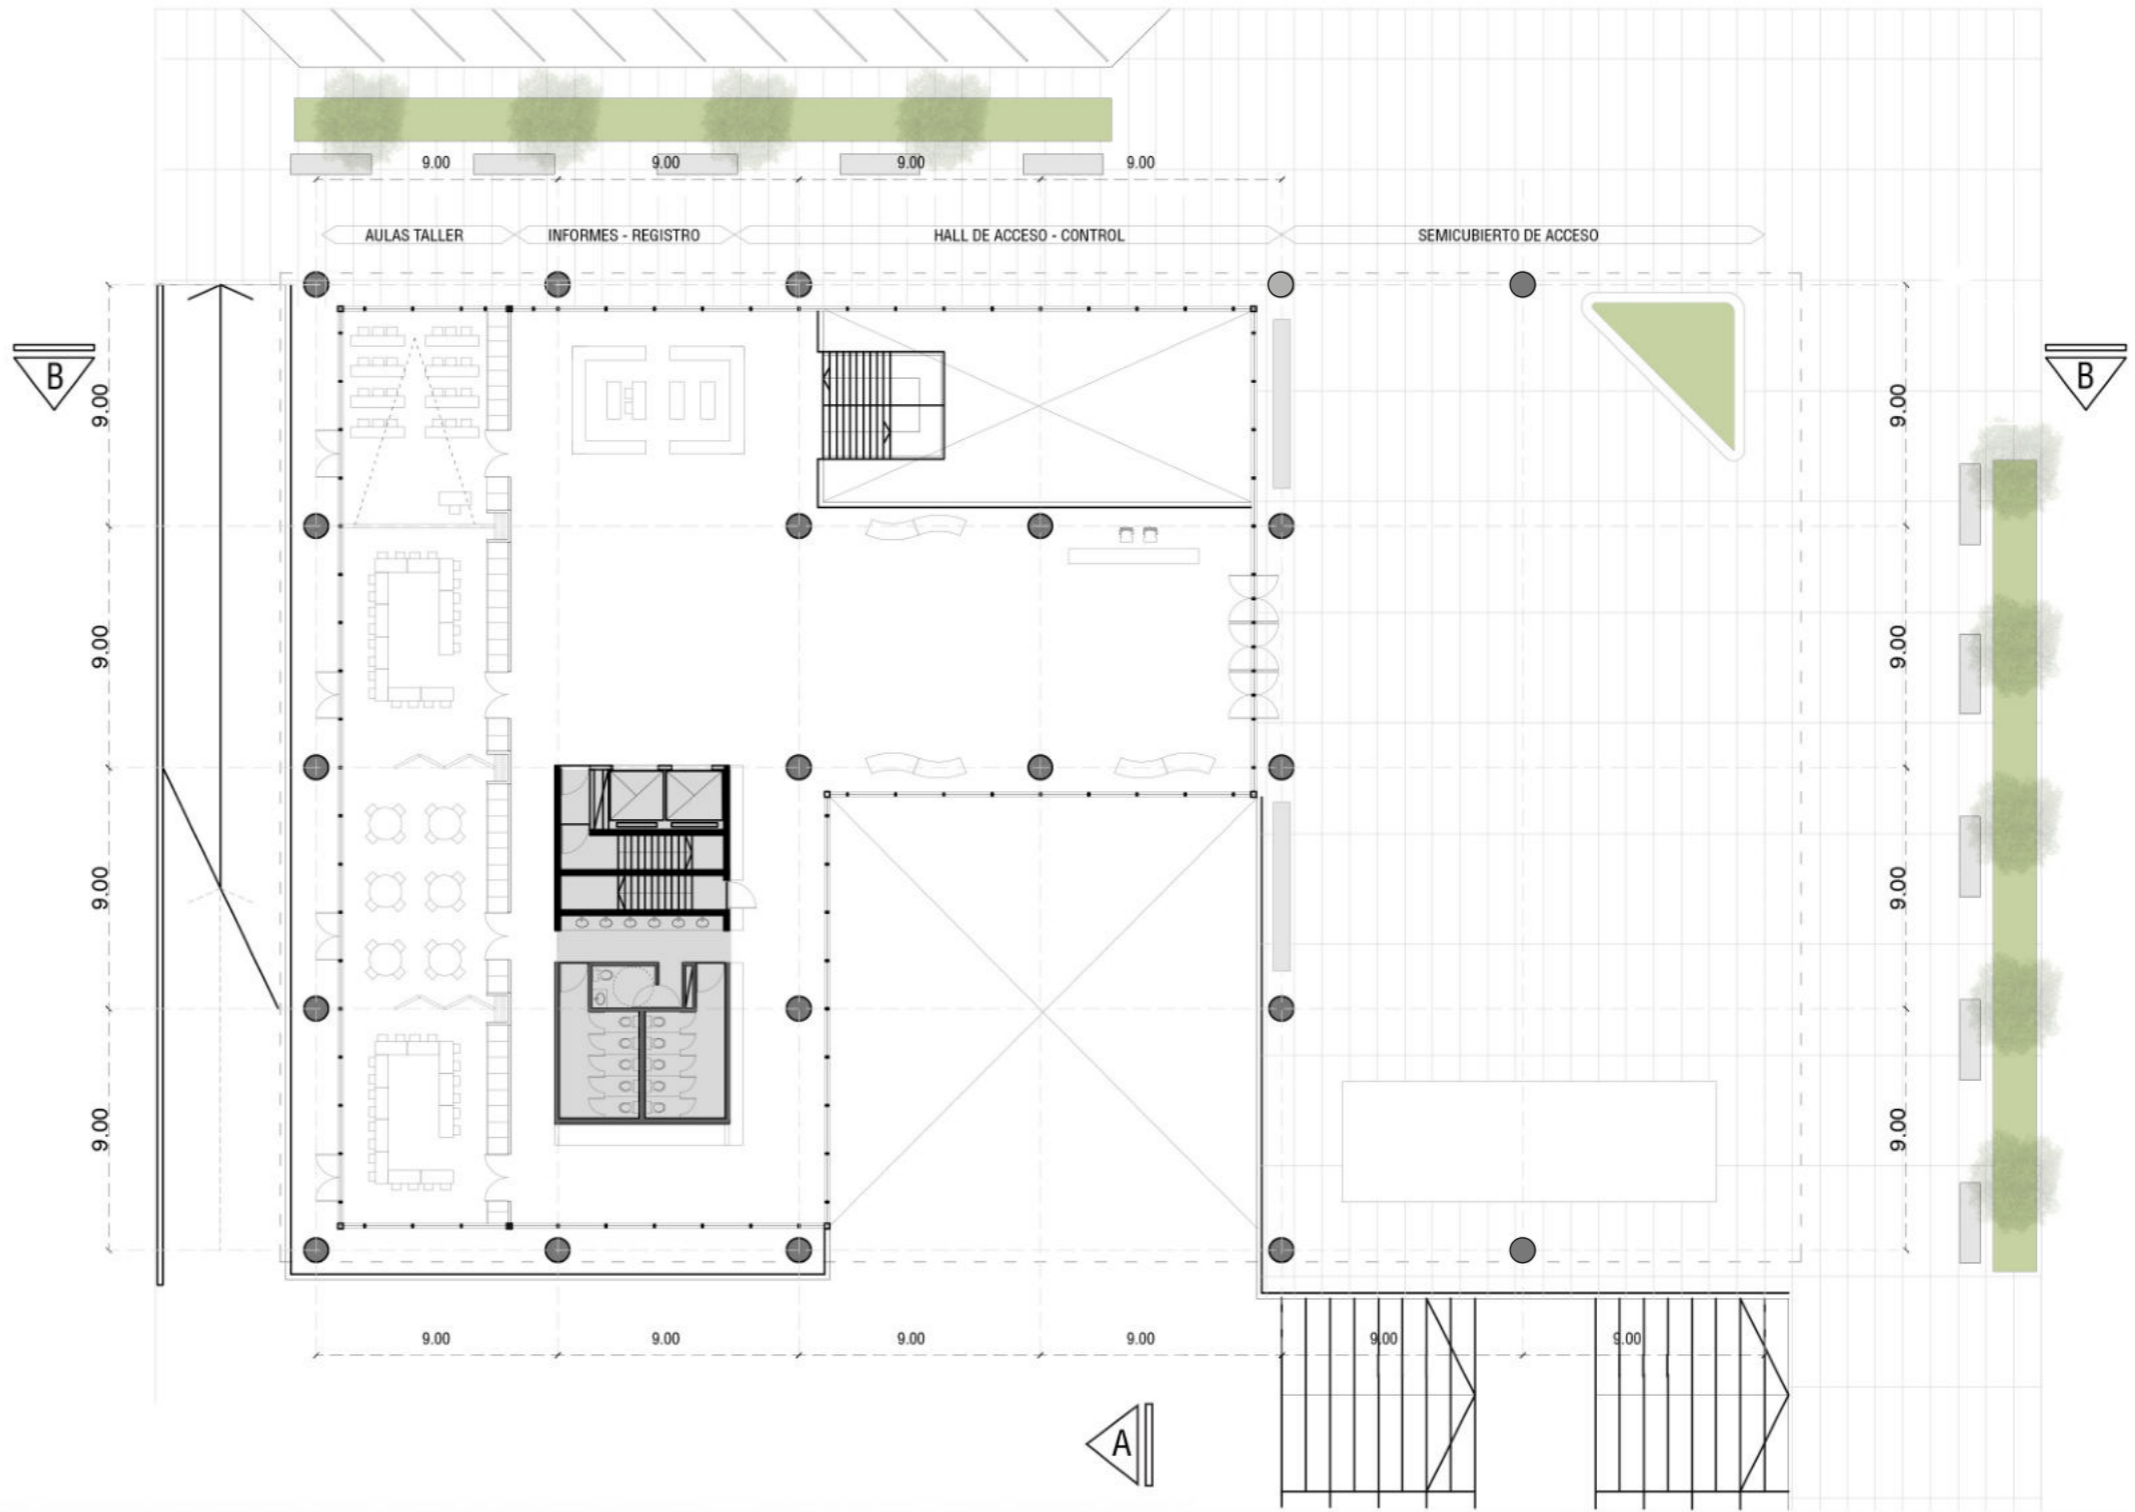 9.00 9.00 9.00 9.00
AULAS TALLER INFORMES - REGISTRO HALL DE ACCESO - CONTROL SEMICUBIERTO DE ACCESO
B B
9.00 9.00
9.00 9.00
9.00 9.00
9.00 9.00
9.00 9.00 9.00 9.00 9.00 9.00
A